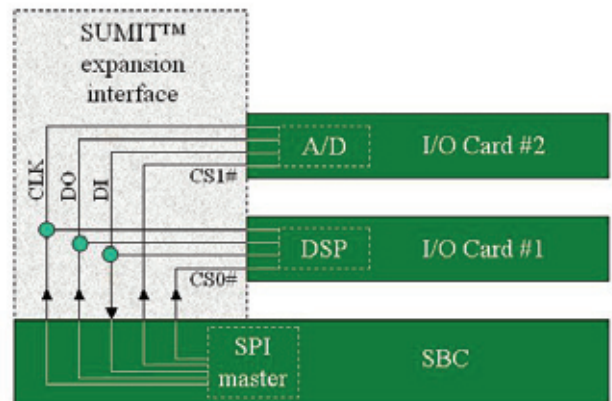 SUMIT™
expansion
interface
A/D
I/O Card #2
CLK
DO
DI
CS1#
DSP
I/O Card #1
CS0#
SPI
master
SBC